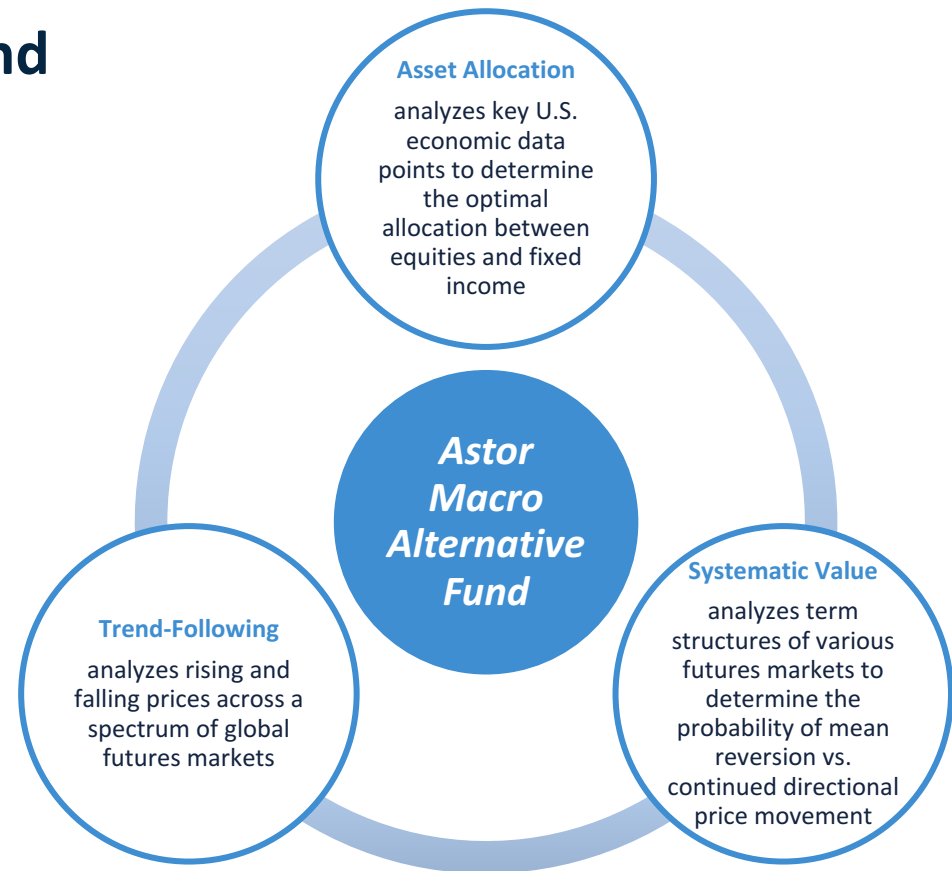 Asset Allocation
analyzes key U.S.
economic data
points to determine
the optimal
allocation between
equities and fixed
income
Astor
Macro
Alternative
Fund
Trend-Following
analyzes rising and
falling prices across a
spectrum of global
futures markets
Systematic Value
analyzes term
structures of various
futures markets to
determine the
probability of mean
reversion vs.
continued directional
price movement